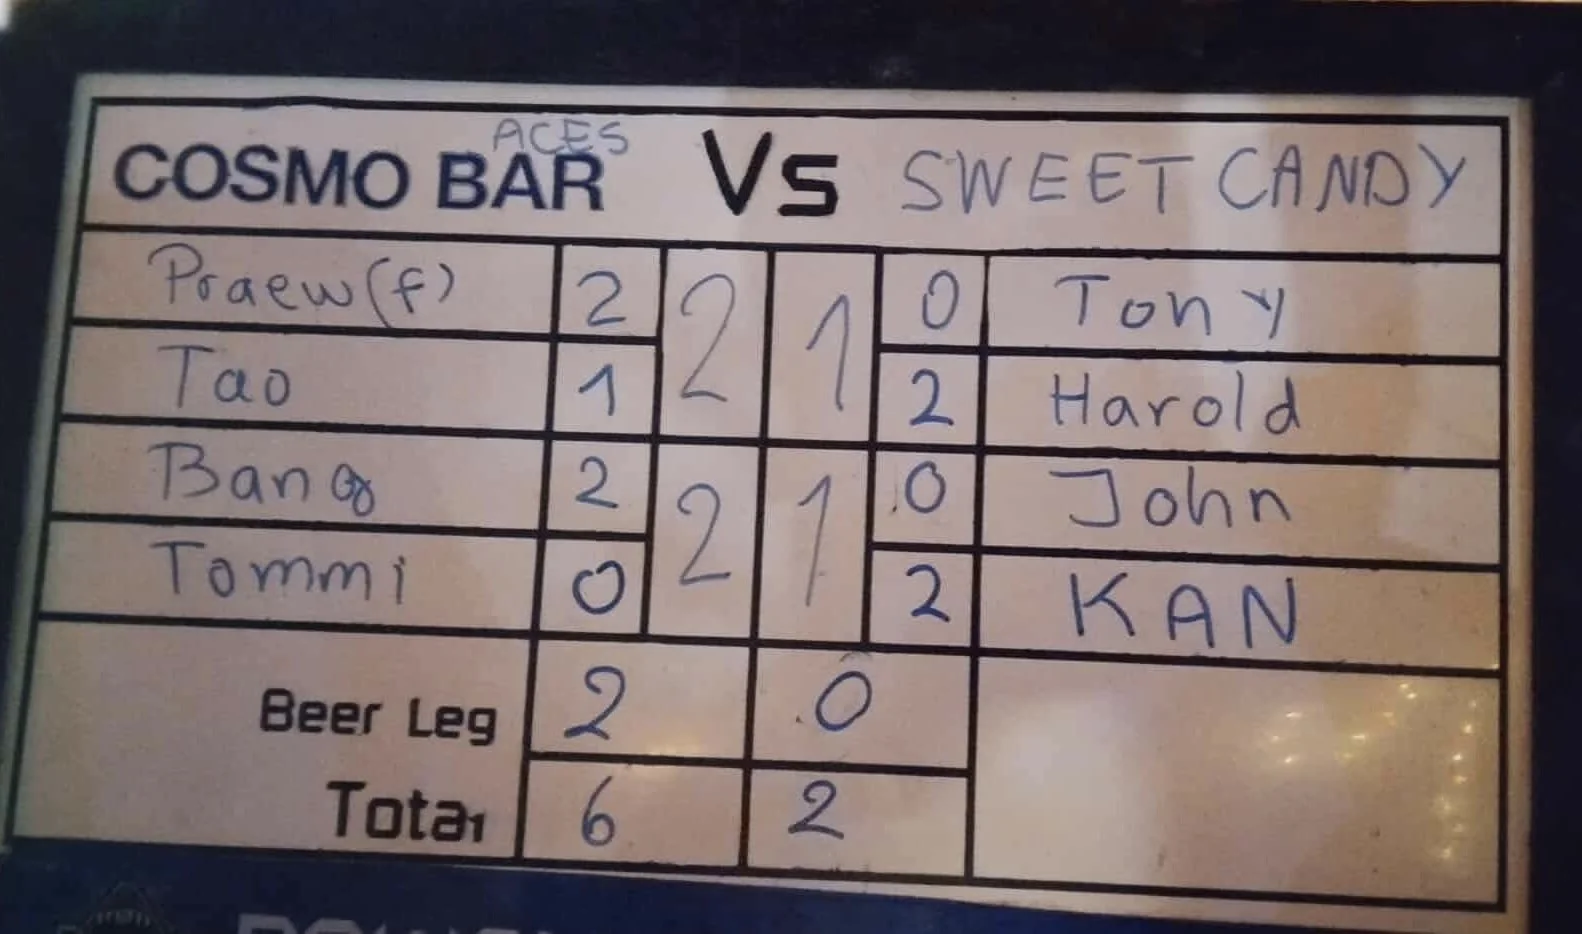 ACES
COSMO BAR Vs SWEET CANDY
Praew(f) 2 2 1 0 Tony
Tao 1 2 Harold
Bang 2 2 1 0 John
Tommi 0 2 KAN
Beer Leg 2 0
Total 6 2